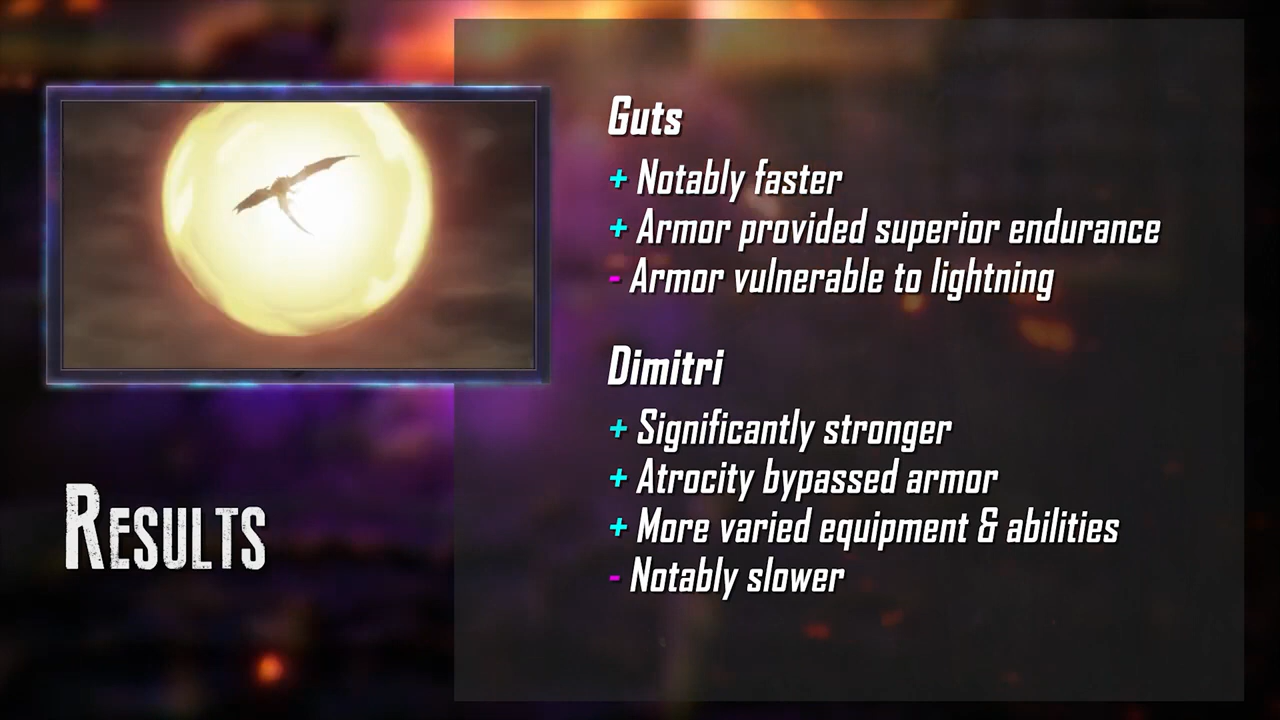 Guts
+ Notably faster
+ Armor provided superior endurance
- Armor vulnerable to lightning
Dimitri
+ Significantly stronger
+ Atrocity bypassed armor
+ More varied equipment & abilities
- Notably slower
Results